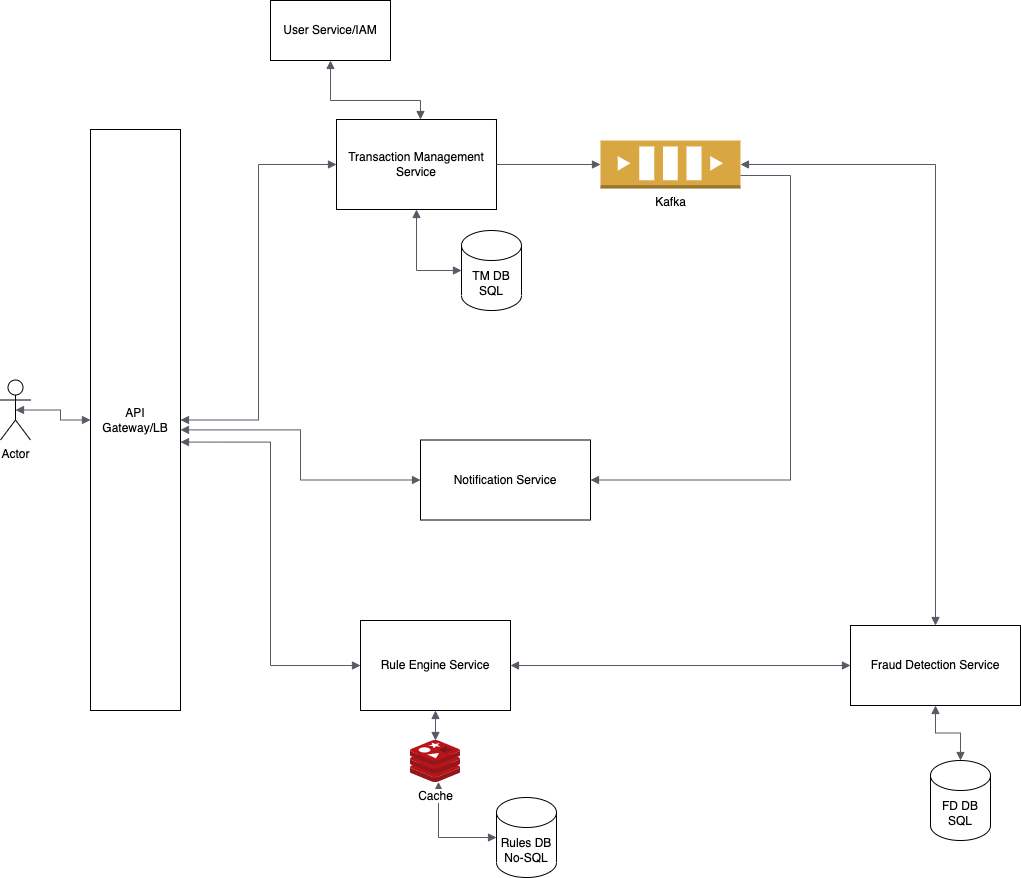 User Service/IAM
Transaction Management
Service
Kafka
TM DB
SQL
API
Gateway/LB
Actor
Notification Service
Rule Engine Service
Fraud Detection Service
Cache
FD DB
SQL
Rules DB
No-SQL